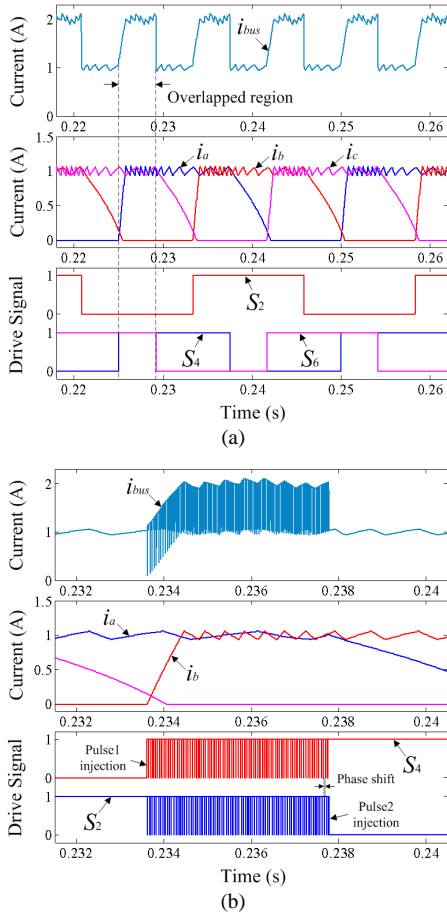 Current (A)
2
1
0
i_bus
Overlapped region
0.22 0.23 0.24 0.25 0.26
Current (A)
1.5
1
0.5
0
i_a i_b i_c
0.22 0.23 0.24 0.25 0.26
Drive Signal
1
0
S2
1
0
S4 S6
0.22 0.23 0.24 0.25 0.26
Time (s)
(a)
Current (A)
2
1
0
i_bus
0.232 0.234 0.236 0.238 0.24
Current (A)
1.5
1
0.5
0
i_a
i_b
0.232 0.234 0.236 0.238 0.24
Drive Signal
1
0
Pulse1
injection
S4
Phase shift
1
0
S2
Pulse2
injection
0.232 0.234 0.236 0.238 0.24
Time (s)
(b)